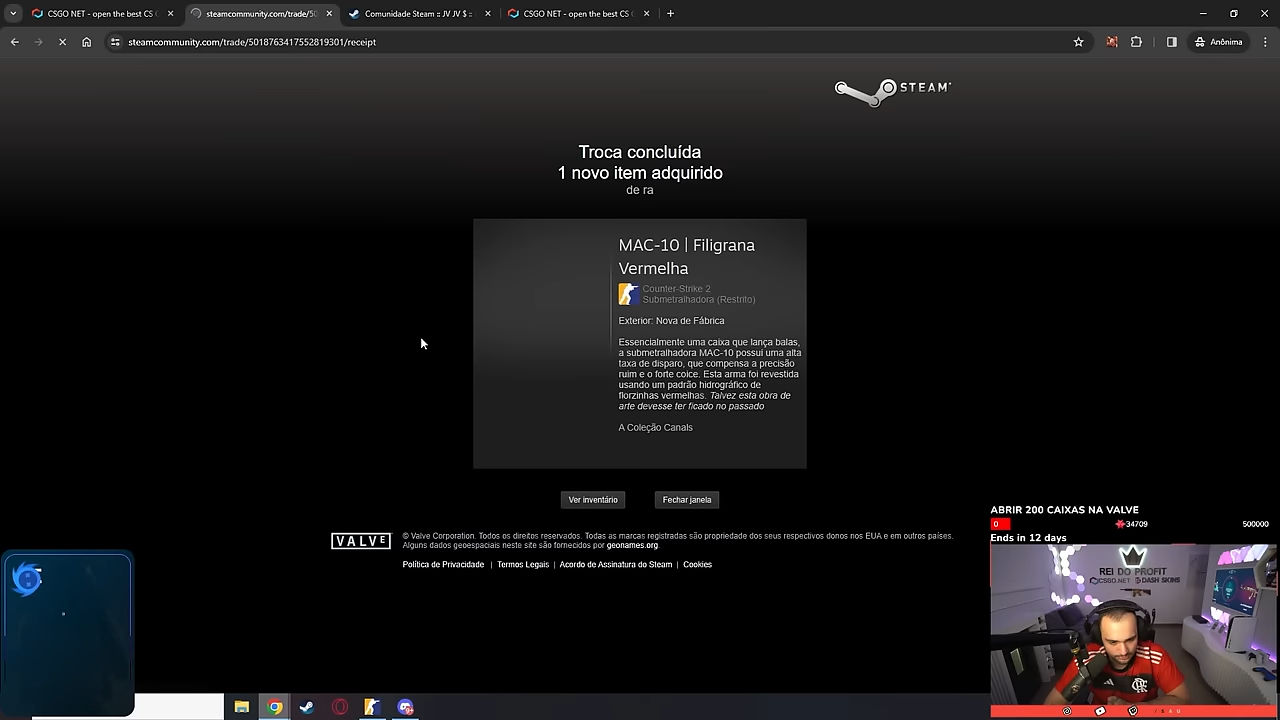 CSGO NET - open the best CS G
steamcommunity.com/trade/50
Comunidade Steam :: JV JV $ ::
CSGO NET - open the best CS G
steamcommunity.com/trade/5018763417552819301/receipt
Anônima
STEAM
Troca concluída
1 novo item adquirido
de ra
MAC-10 | Filigrana
Vermelha
Counter-Strike 2
Submetralhadora (Restrito)
Exterior: Nova de Fábrica
Essencialmente uma caixa que lança balas,
a submetralhadora MAC-10 possui uma alta
taxa de disparo, que compensa a precisão
ruim e o forte coice. Esta arma foi revestida
usando um padrão hidrográfico de
florzinhas vermelhas. Talvez esta obra de
arte devesse ter ficado no passado
A Coleção Canals
Ver inventário
Fechar janela
VALVE
© Valve Corporation. Todos os direitos reservados. Todas as marcas registradas são propriedade dos seus respectivos donos nos EUA e em outros países.
Alguns dados geoespaciais neste site são fornecidos por geonames.org.
Política de Privacidade | Termos Legais | Acordo de Assinatura do Steam | Cookies
ABRIR 200 CAIXAS NA VALVE
0 34709 500000
Ends in 12 days
REI DO PROFIT
CSGO.NET DASH SKINS